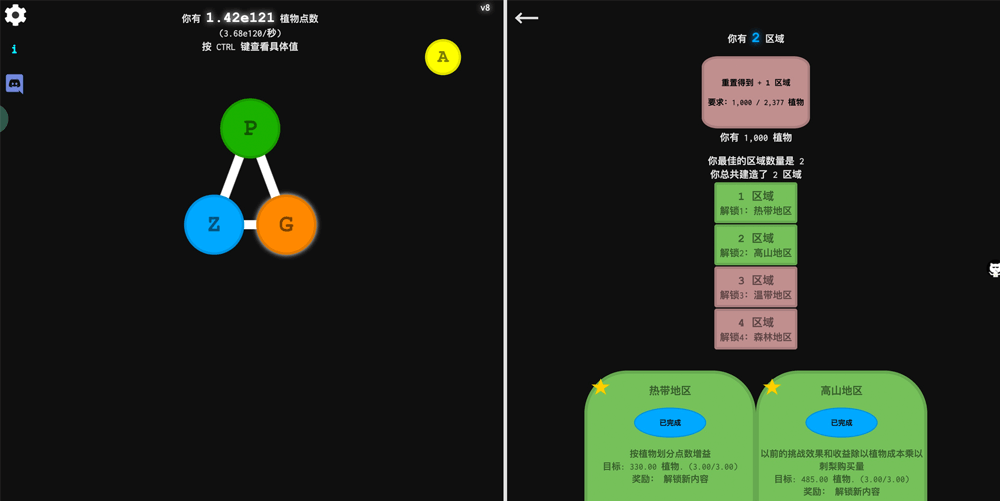 v8
你有 1.42e121 植物点数
(3.68e120/秒)
按 CTRL 键查看具体值
i
A
P
Z
G
你有 2 区域
重置得到 + 1 区域
要求: 1,000 / 2,377 植物
你有 1,000 植物
你最佳的区域数量是 2
你总共建造了 2 区域
1 区域
解锁1: 热带地区
2 区域
解锁2: 高山地区
3 区域
解锁3: 温带地区
4 区域
解锁4: 森林地区
热带地区
已完成
按植物划分点数增益
目标: 330.00 植物. (3.00/3.00)
奖励: 解锁新内容
高山地区
已完成
以前的挑战效果和收益除以植物成本乘以
刺梨购买量
目标: 485.00 植物. (3.00/3.00)
奖励: 解锁新内容